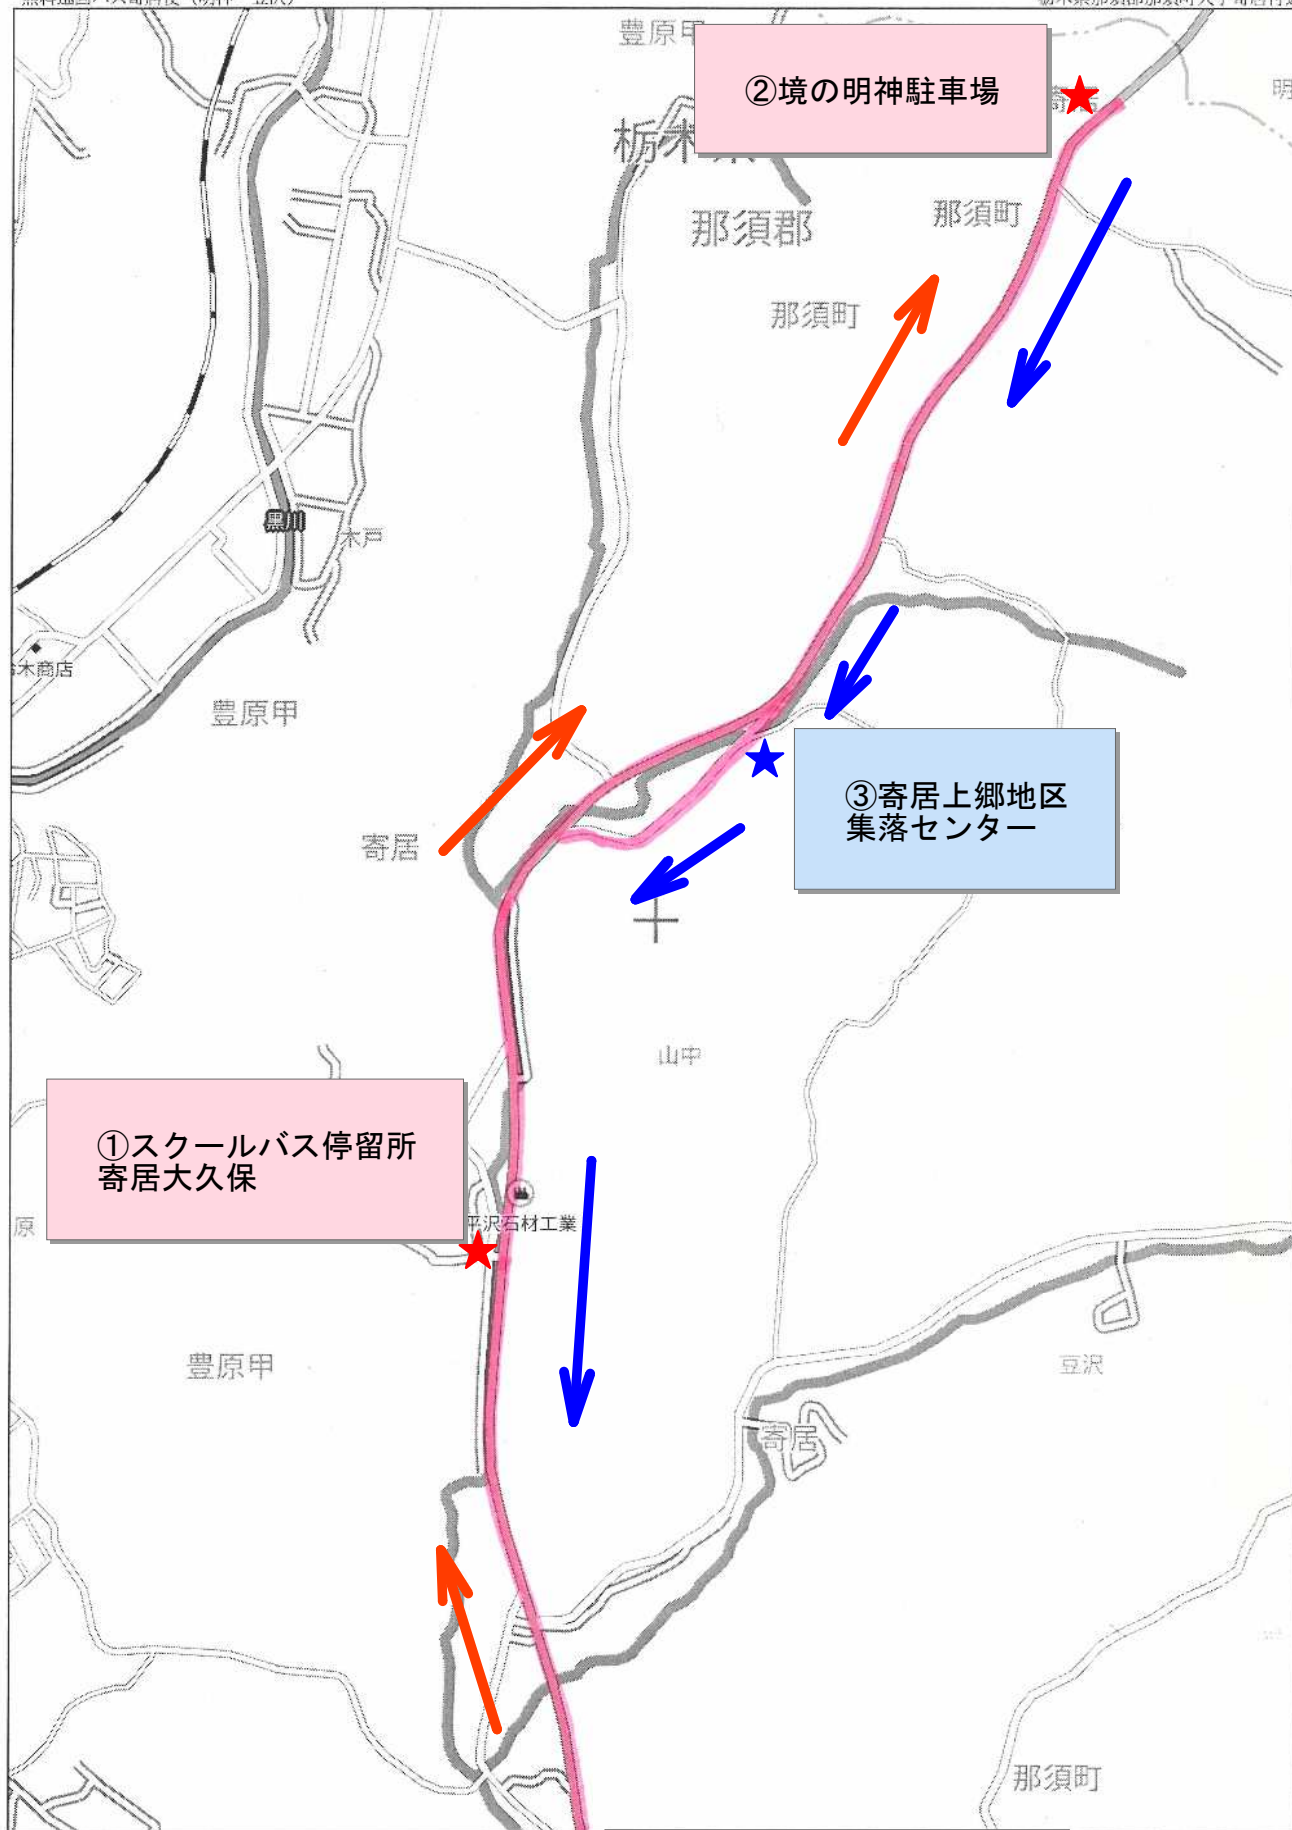 豊原甲
②境の明神駐車場
寄居
明
栃木県
那須郡
那須町
那須町
黒川
木戸
木商店
豊原甲
③寄居上郷地区
集落センター
寄居
山中
①スクールバス停留所
寄居大久保
原
平沢石材工業
豊原甲
豆沢
寄居
那須町